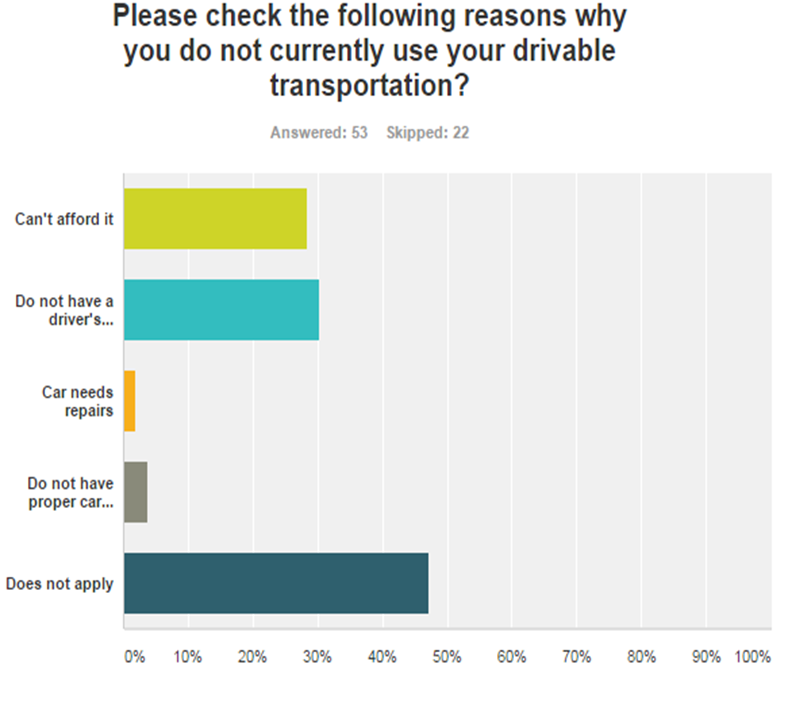 Please check the following reasons why
you do not currently use your drivable
transportation?
Answered: 53 Skipped: 22
Can't afford it
Do not have a
driver's...
Car needs
repairs
Do not have
proper car...
Does not apply
0% 10% 20% 30% 40% 50% 60% 70% 80% 90% 100%